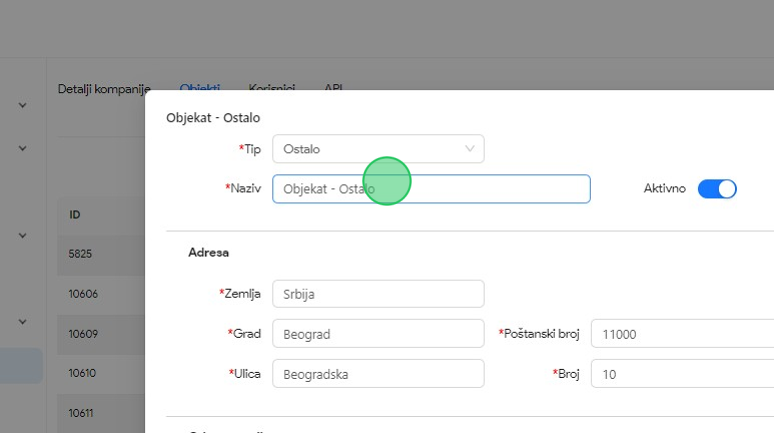 Detalji kompanije Objekti Korisnici API
Objekat - Ostalo
*Tip Ostalo
*Naziv Objekat - Ostalo Aktivno
ID
Adresa
5825
*Zemlja Srbija
10606
*Grad Beograd *Poštanski broj 11000
10609
*Ulica Beogradska *Broj 10
10610
10611